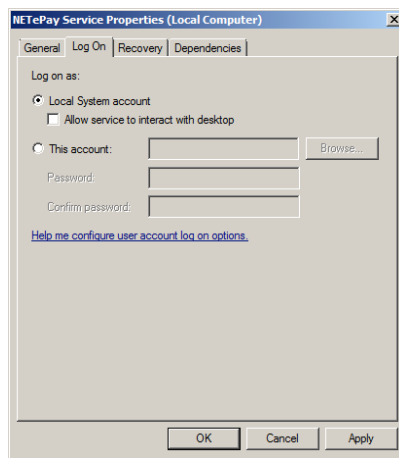 NETePay Service Properties (Local Computer)
General Log On Recovery Dependencies
Log on as:
Local System account
Allow service to interact with desktop
This account: Browse...
Password:
Confirm password:
Help me configure user account log on options.
OK Cancel Apply